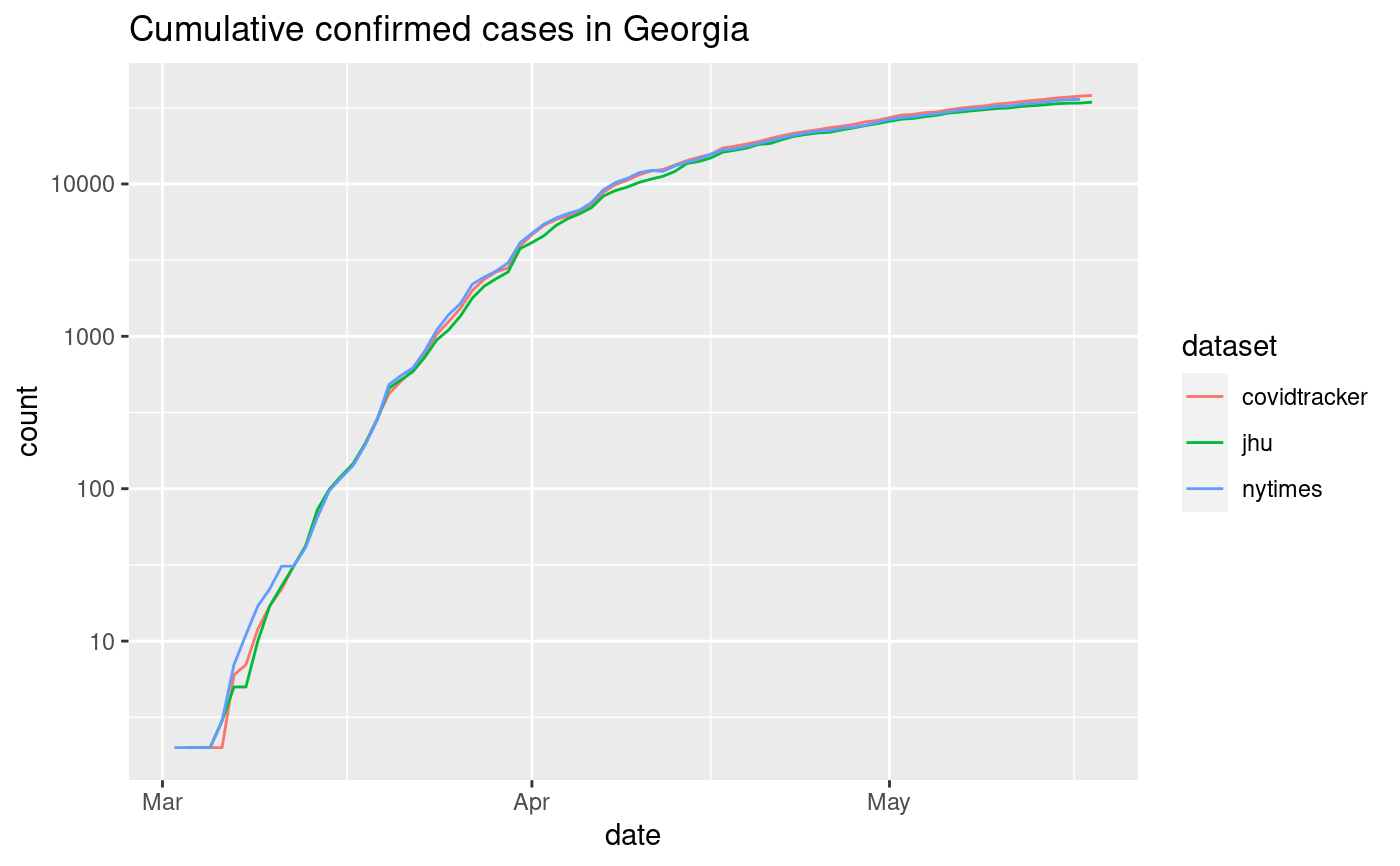 Cumulative confirmed cases in Georgia
10000
1000
100
10
count
Mar
Apr
May
date
dataset
covidtracker
jhu
nytimes